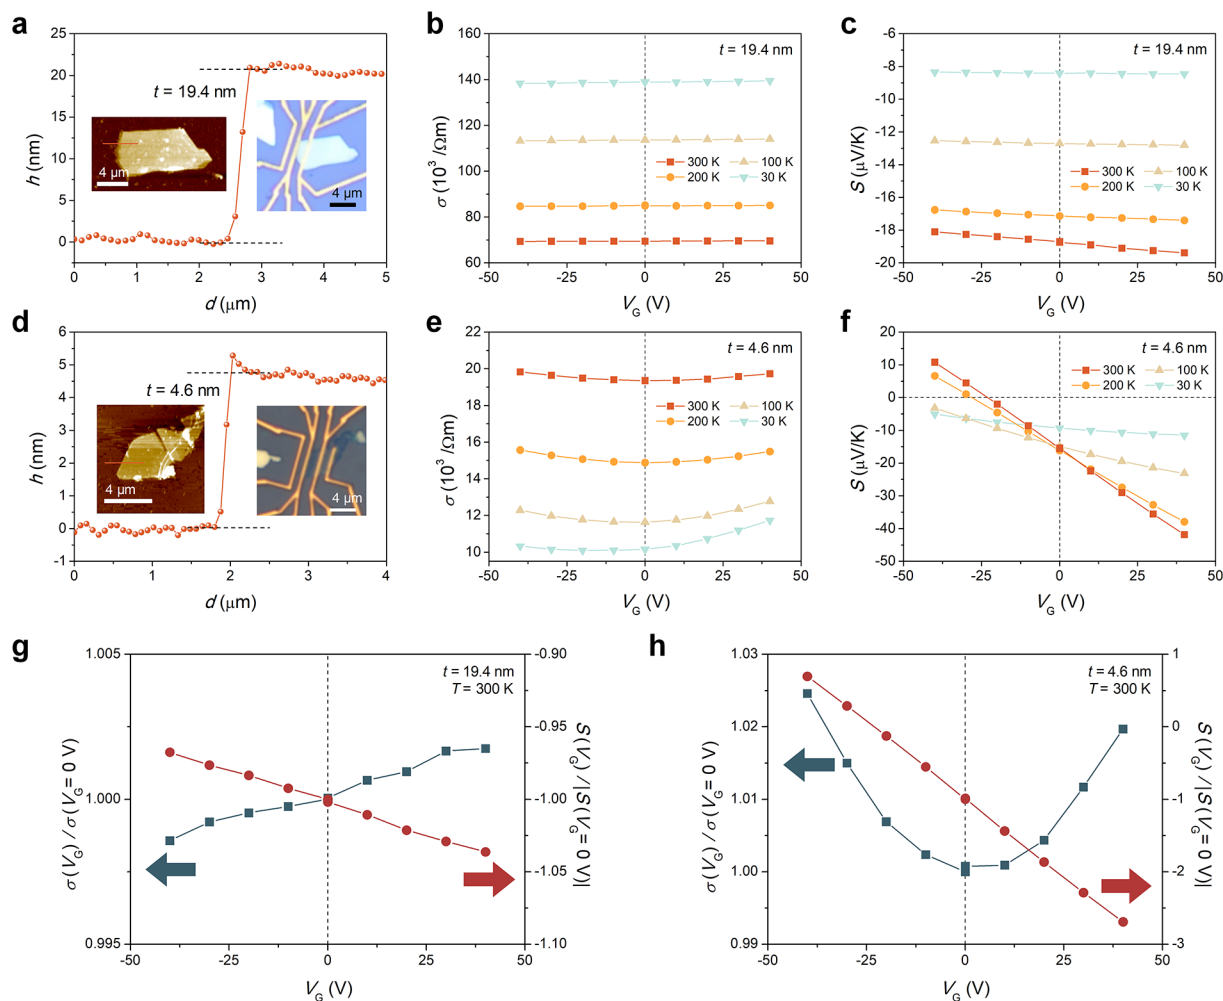 a
25
20
15
10
5
0
h (nm)
t = 19.4 nm
4 μm
4 μm
0 1 2 3 4 5
d (μm)
b
160
140
120
100
80
60
σ (10³ /Ωm)
t = 19.4 nm
300 K 100 K
200 K 30 K
-50 -25 0 25 50
V_G (V)
c
-6
-8
-10
-12
-14
-16
-18
-20
S (μV/K)
t = 19.4 nm
300 K 100 K
200 K 30 K
-50 -25 0 25 50
V_G (V)
d
6
5
4
3
2
1
0
-1
h (nm)
t = 4.6 nm
4 μm
4 μm
0 1 2 3 4
d (μm)
e
22
20
18
16
14
12
10
σ (10³ /Ωm)
t = 4.6 nm
300 K 100 K
200 K 30 K
-50 -25 0 25 50
V_G (V)
f
20
10
0
-10
-20
-30
-40
-50
S (μV/K)
t = 4.6 nm
300 K 100 K
200 K 30 K
-50 -25 0 25 50
V_G (V)
g
1.005
1.000
0.995
σ (V_G) / σ (V_G = 0 V)
t = 19.4 nm
T = 300 K
-0.90
-0.95
-1.00
-1.05
-1.10
S (V_G) / |S (V_G = 0 V)|
-50 -25 0 25 50
V_G (V)
h
1.03
1.02
1.01
1.00
0.99
σ (V_G) / σ (V_G = 0 V)
t = 4.6 nm
T = 300 K
1
0
-1
-2
-3
S (V_G) / |S (V_G = 0 V)|
-50 -25 0 25 50
V_G (V)